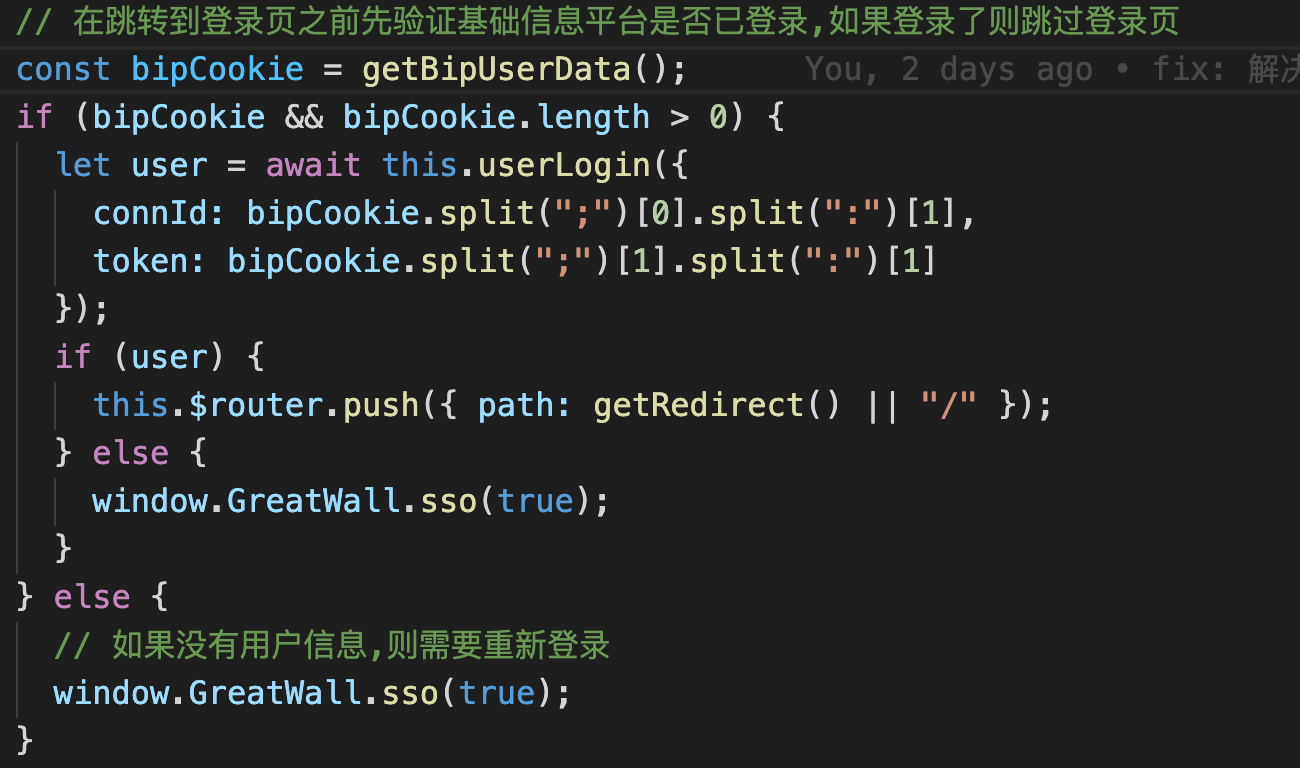 // 在跳转到登录页之前先验证基础信息平台是否已登录,如果登录了则跳过登录页
const bipCookie = getBipUserData();      You, 2 days ago • fix: 解决
if (bipCookie && bipCookie.length > 0) {
  let user = await this.userLogin({
    connId: bipCookie.split(";")[0].split(":")[1],
    token: bipCookie.split(";")[1].split(":")[1]
  });
  if (user) {
    this.$router.push({ path: getRedirect() || "/" });
  } else {
    window.GreatWall.sso(true);
  }
} else {
  // 如果没有用户信息,则需要重新登录
  window.GreatWall.sso(true);
}